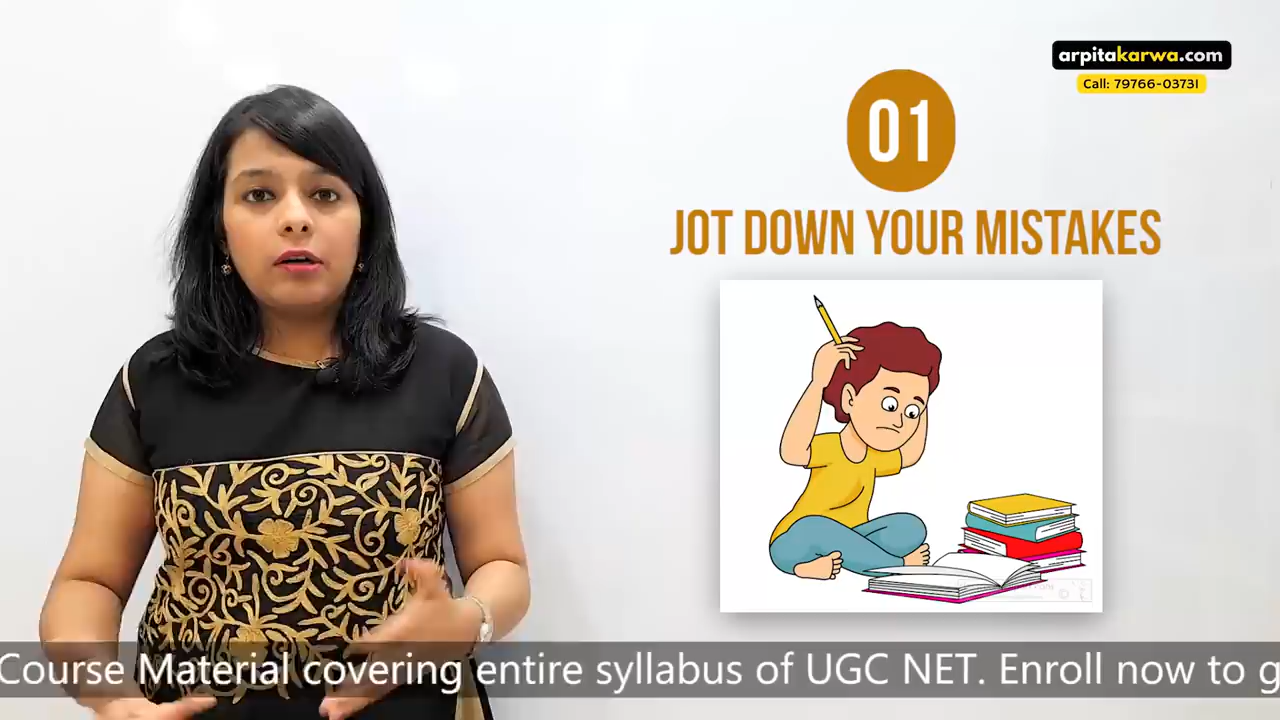 arpitakarwa.com
Call: 79766-03731
01
JOT DOWN YOUR MISTAKES
Course Material covering entire syllabus of UGC NET. Enroll now to g